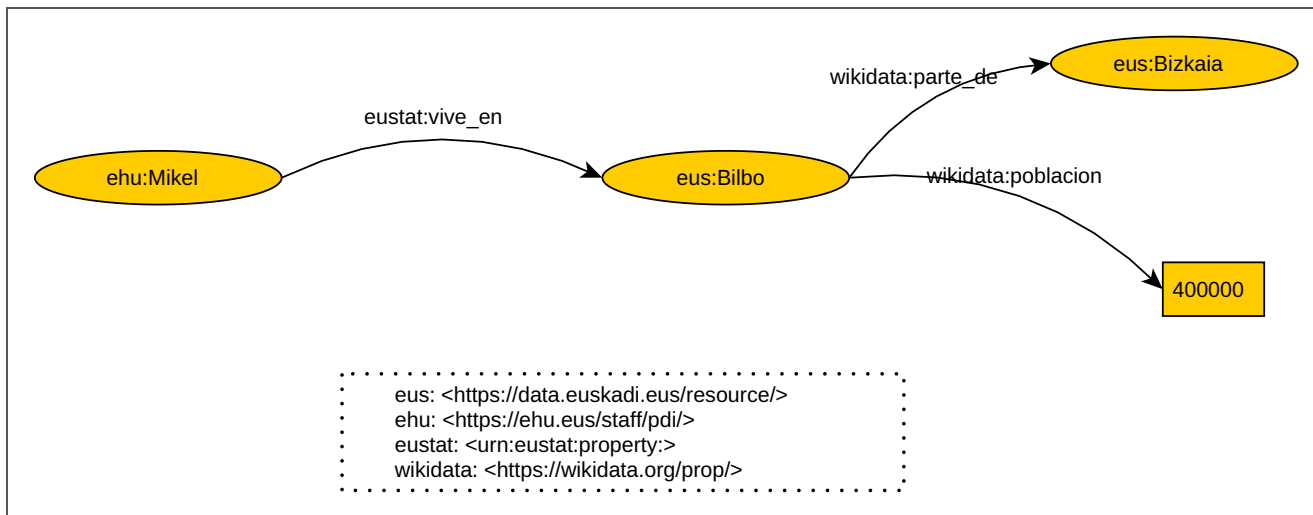 eus:Bizkaia
wikidata:parte_de
eustat:vive_en
ehu:Mikel
eus:Bilbo
wikidata:poblacion
400000
eus: <https://data.euskadi.eus/resource/>
ehu: <https://ehu.eus/staff/pdi/>
eustat: <urn:eustat:property:>
wikidata: <https://wikidata.org/prop/>